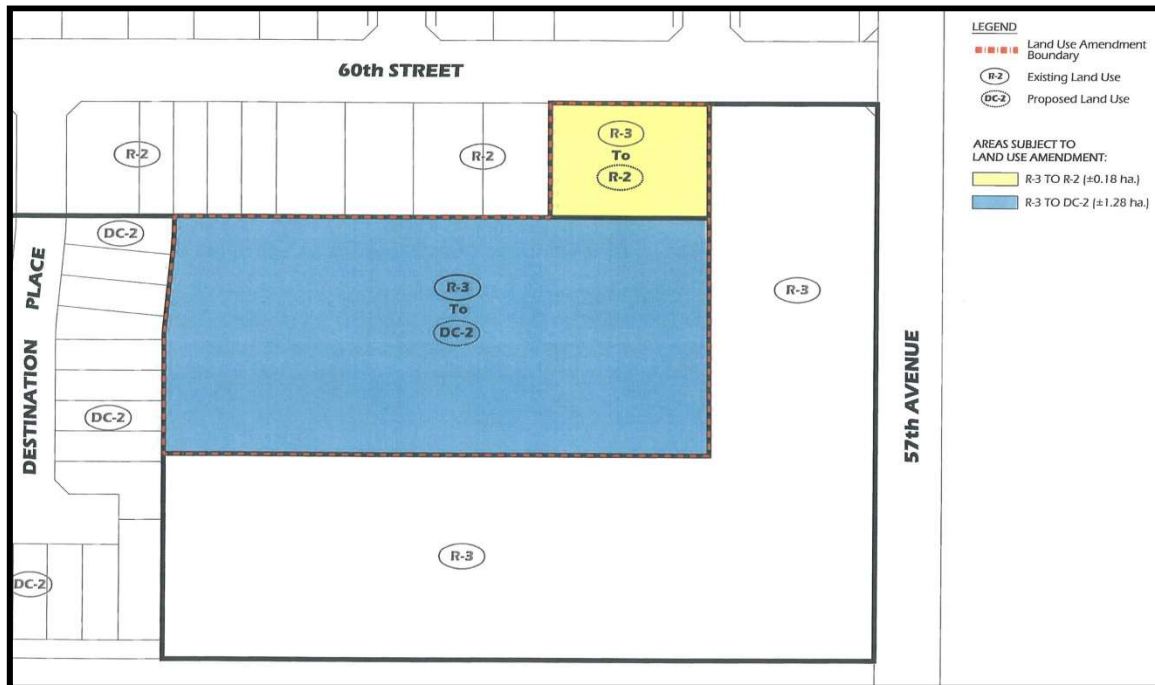 60th STREET
R-2
R-2
R-3
To
R-2
DC-2
R-3
To
DC-2
R-3
DESTINATION PLACE
DC-2
57th AVENUE
R-3
DC-2
LEGEND
Land Use Amendment
Boundary
R-2 Existing Land Use
DC-2 Proposed Land Use
AREAS SUBJECT TO
LAND USE AMENDMENT:
R-3 TO R-2 (±0.18 ha.)
R-3 TO DC-2 (±1.28 ha.)